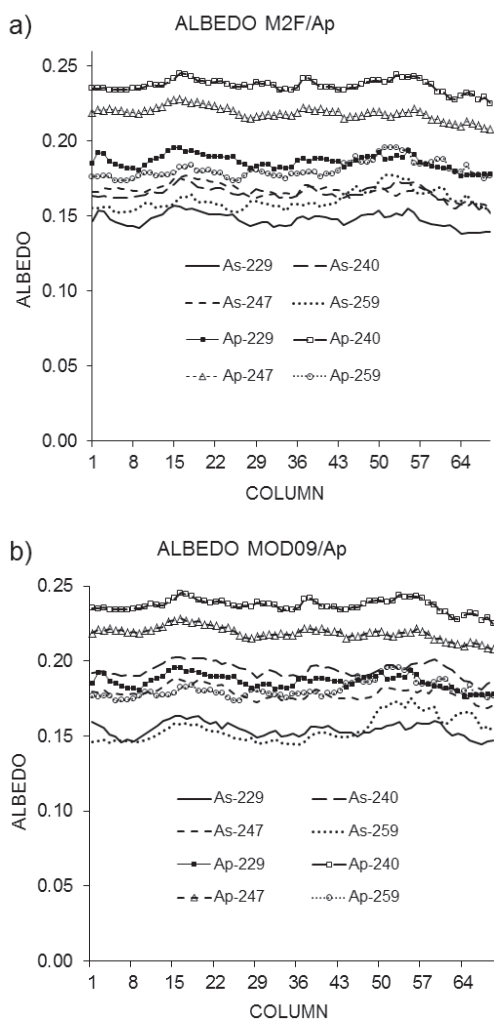 a)
ALBEDO M2F/Ap
0.25
0.20
0.15
0.10
0.05
0.00
ALBEDO
As-229 As-240
As-247 As-259
Ap-229 Ap-240
Ap-247 Ap-259
1 8 15 22 29 36 43 50 57 64
COLUMN
b)
ALBEDO MOD09/Ap
0.25
0.20
0.15
0.10
0.05
0.00
ALBEDO
As-229 As-240
As-247 As-259
Ap-229 Ap-240
Ap-247 Ap-259
1 8 15 22 29 36 43 50 57 64
COLUMN